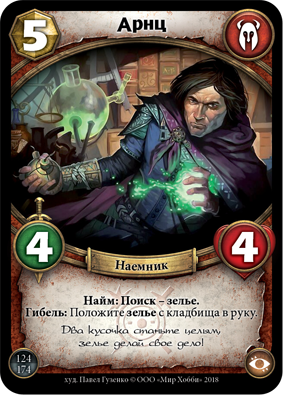 5
Арнц
4
4
Наемник
Найм: Поиск – зелье.
Гибель: Положите зелье с кладбища в руку.
Два кусочка станьте целым,
зелье делай свое дело!
124
174
худ. Павел Гузенко © ООО «Мир Хобби» 2018